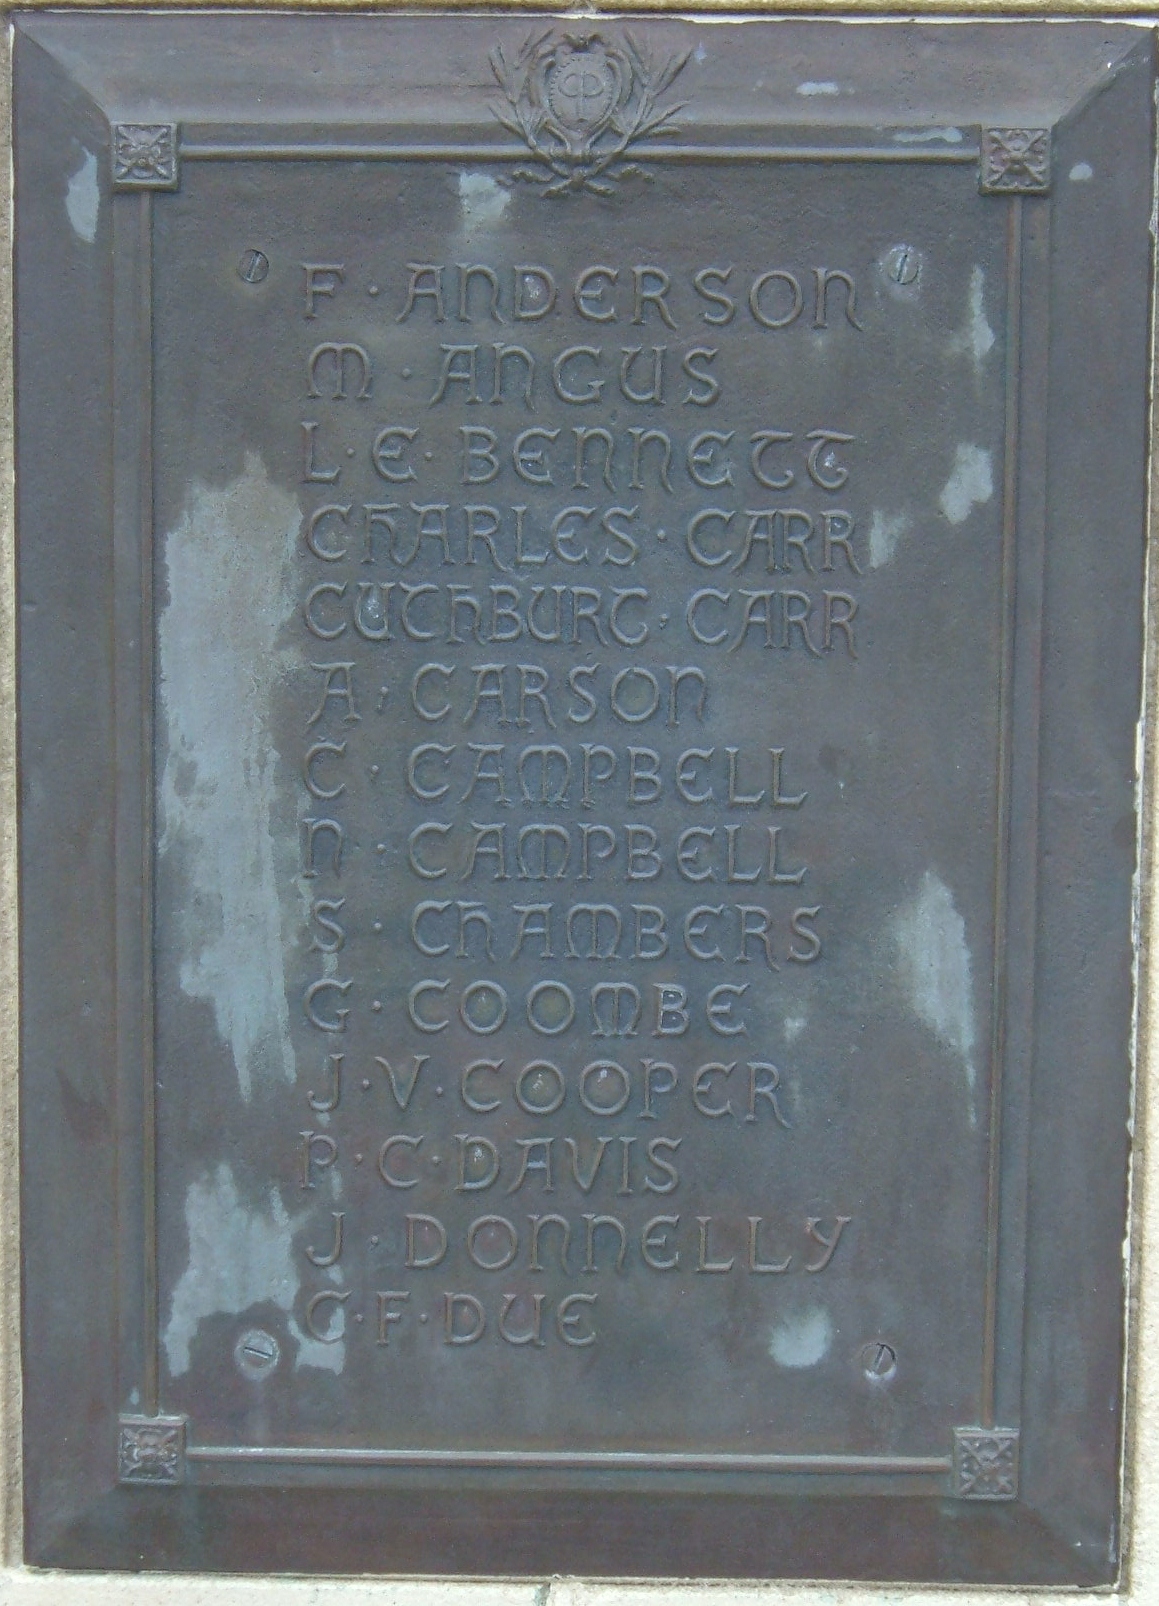 F. ANDERSON
M. ANGUS
L. E. BENNETT
CHARLES. CARR
CUTHBURT. CARR
A. CARSON
C. CAMPBELL
N. CAMPBELL
S. CHAMBERS
G. COOMBE
J. V. COOPER
P. C. DAVIS
J. DONNELLY
C. F. DUE